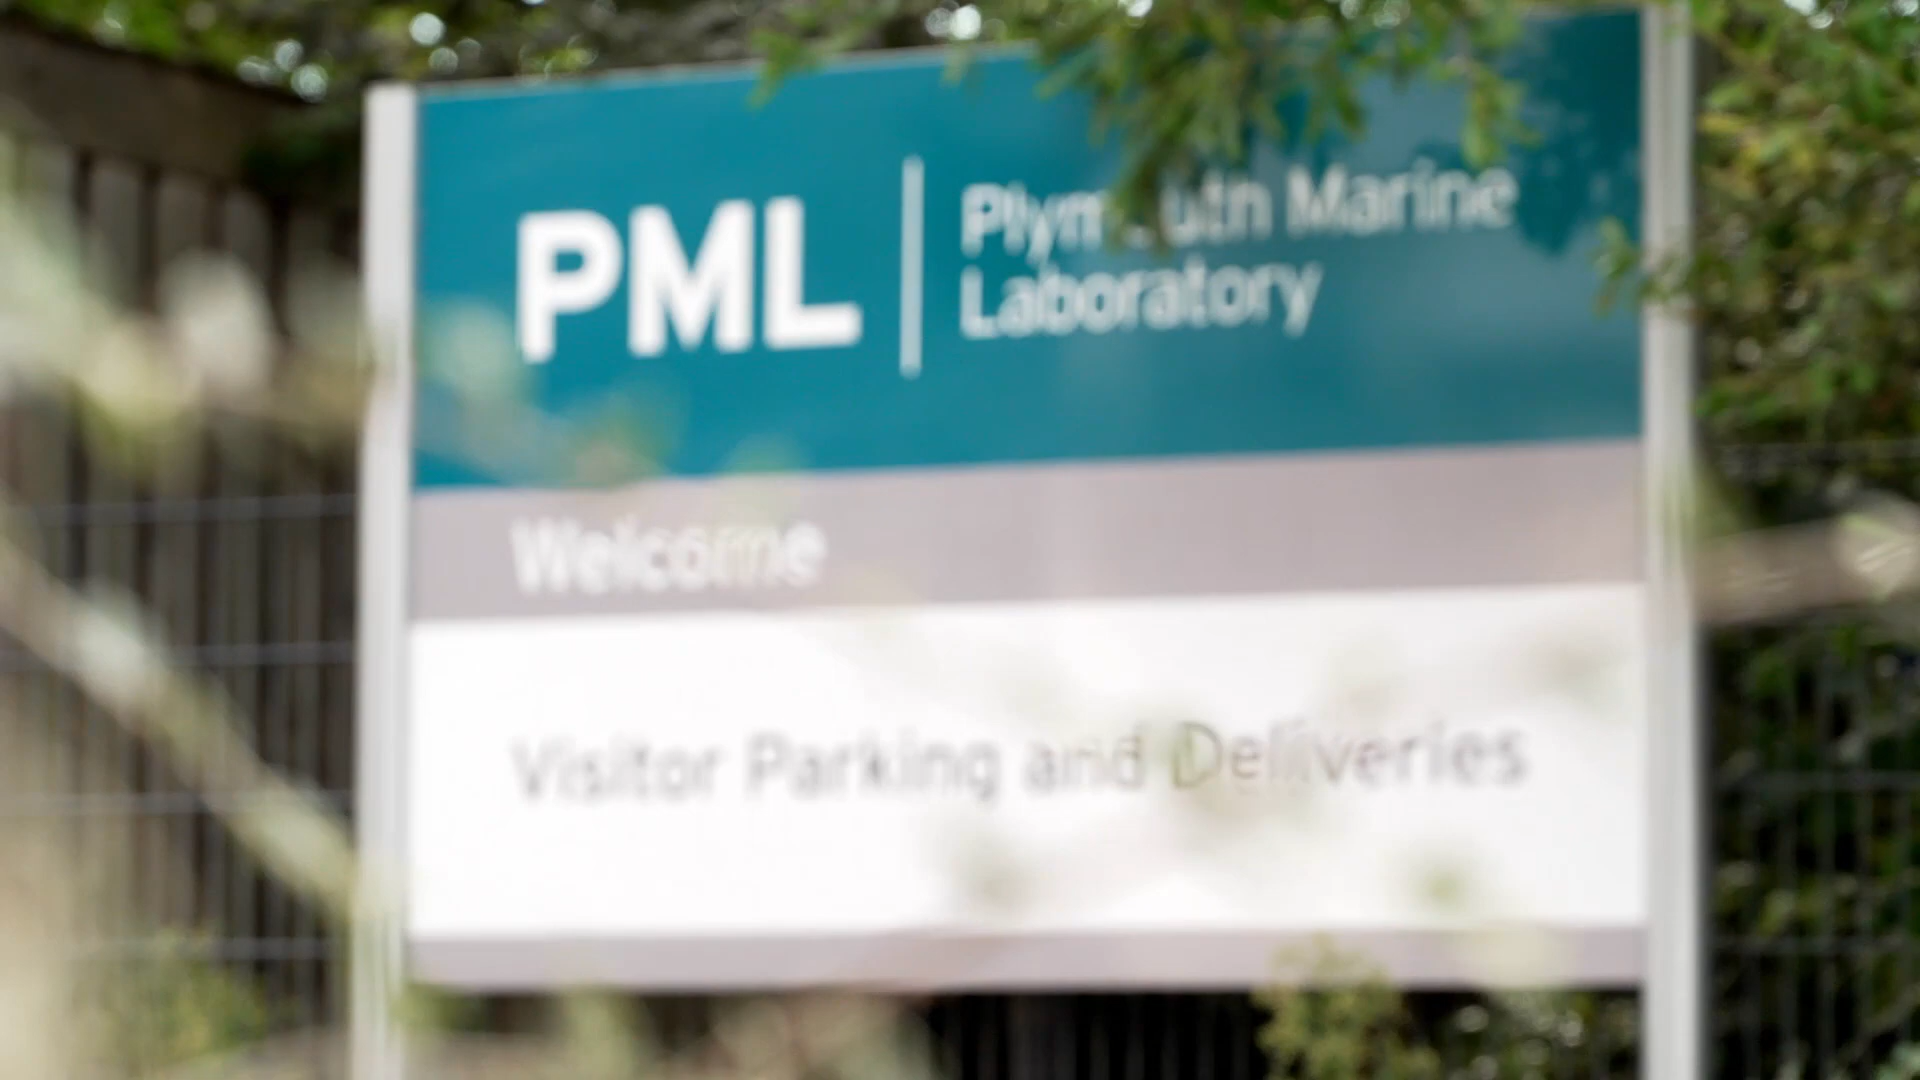 PML
Plymouth Marine
Laboratory
Welcome
Visitor Parking and Deliveries